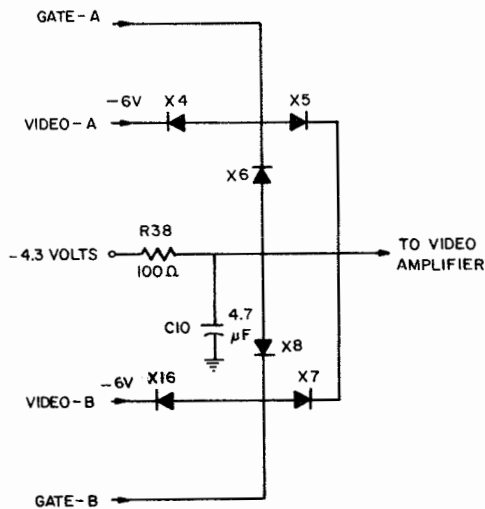 GATE-A
-6V X4 X5
VIDEO-A
X6
R38
-4.3 VOLTS
100Ω
TO VIDEO
AMPLIFIER
C10 4.7
μF
X8
-6V X16 X7
VIDEO-B
GATE-B